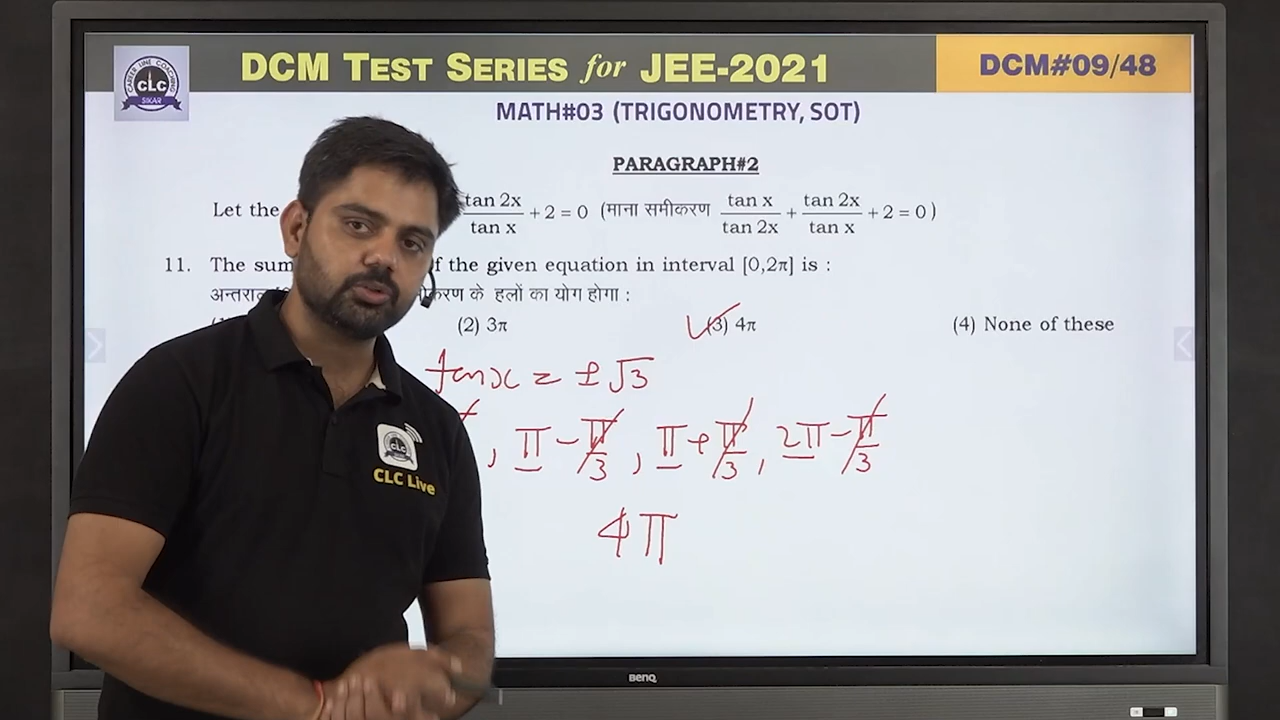 DCM TEST SERIES for JEE-2021
DCM#09/48
CLC
SIKAR
MATH#03 (TRIGONOMETRY, SOT)
PARAGRAPH#2
Let the tan 2x/tan x + 2 = 0 (माना समीकरण tan x/tan 2x + tan 2x/tan x + 2 = 0)
11. The sum f the given equation in interval [0,2π] is :
अन्तराल करण के हलों का योग होगा :
(2) 3π (3) 4π (4) None of these
tanx = ±√3
, π - π/3, π + π/3, 2π - π/3
4π
CLC
CLC Live
BenQ